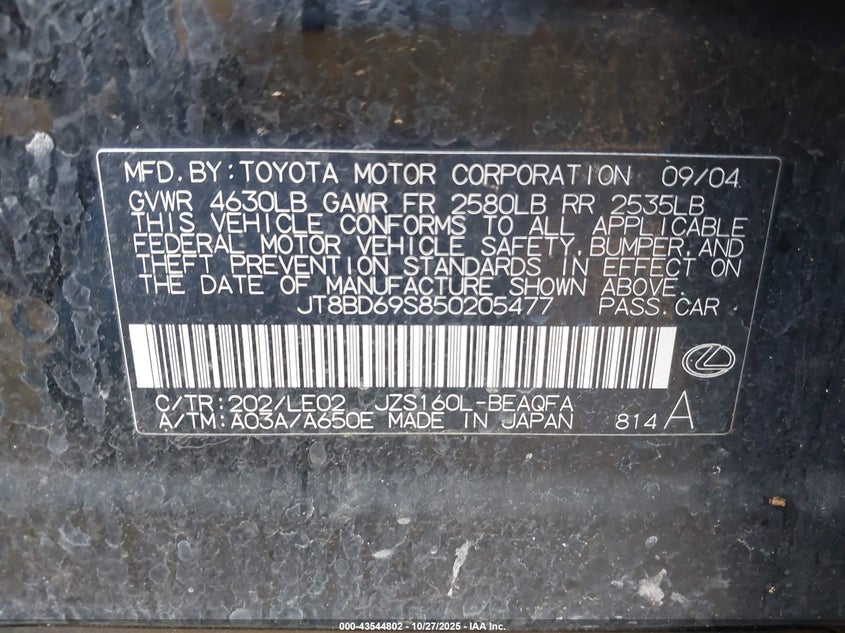 MFD. BY: TOYOTA MOTOR CORPORATION 09/04
GVWR 4630LB GAWR FR 2580LB RR 2535LB
THIS VEHICLE CONFORMS TO ALL APPLICABLE
FEDERAL MOTOR VEHICLE SAFETY, BUMPER, AND
THEFT PREVENTION STANDARDS IN EFFECT ON
THE DATE OF MANUFACTURE SHOWN ABOVE.
JT8BD69S850205477 PASS. CAR
C/TR: 202/LE02 JZS160L-BEAQFA
A/TM: A03A/A650E MADE IN JAPAN 814 A
000-43544802 - 10/27/2025 - IAA Inc.